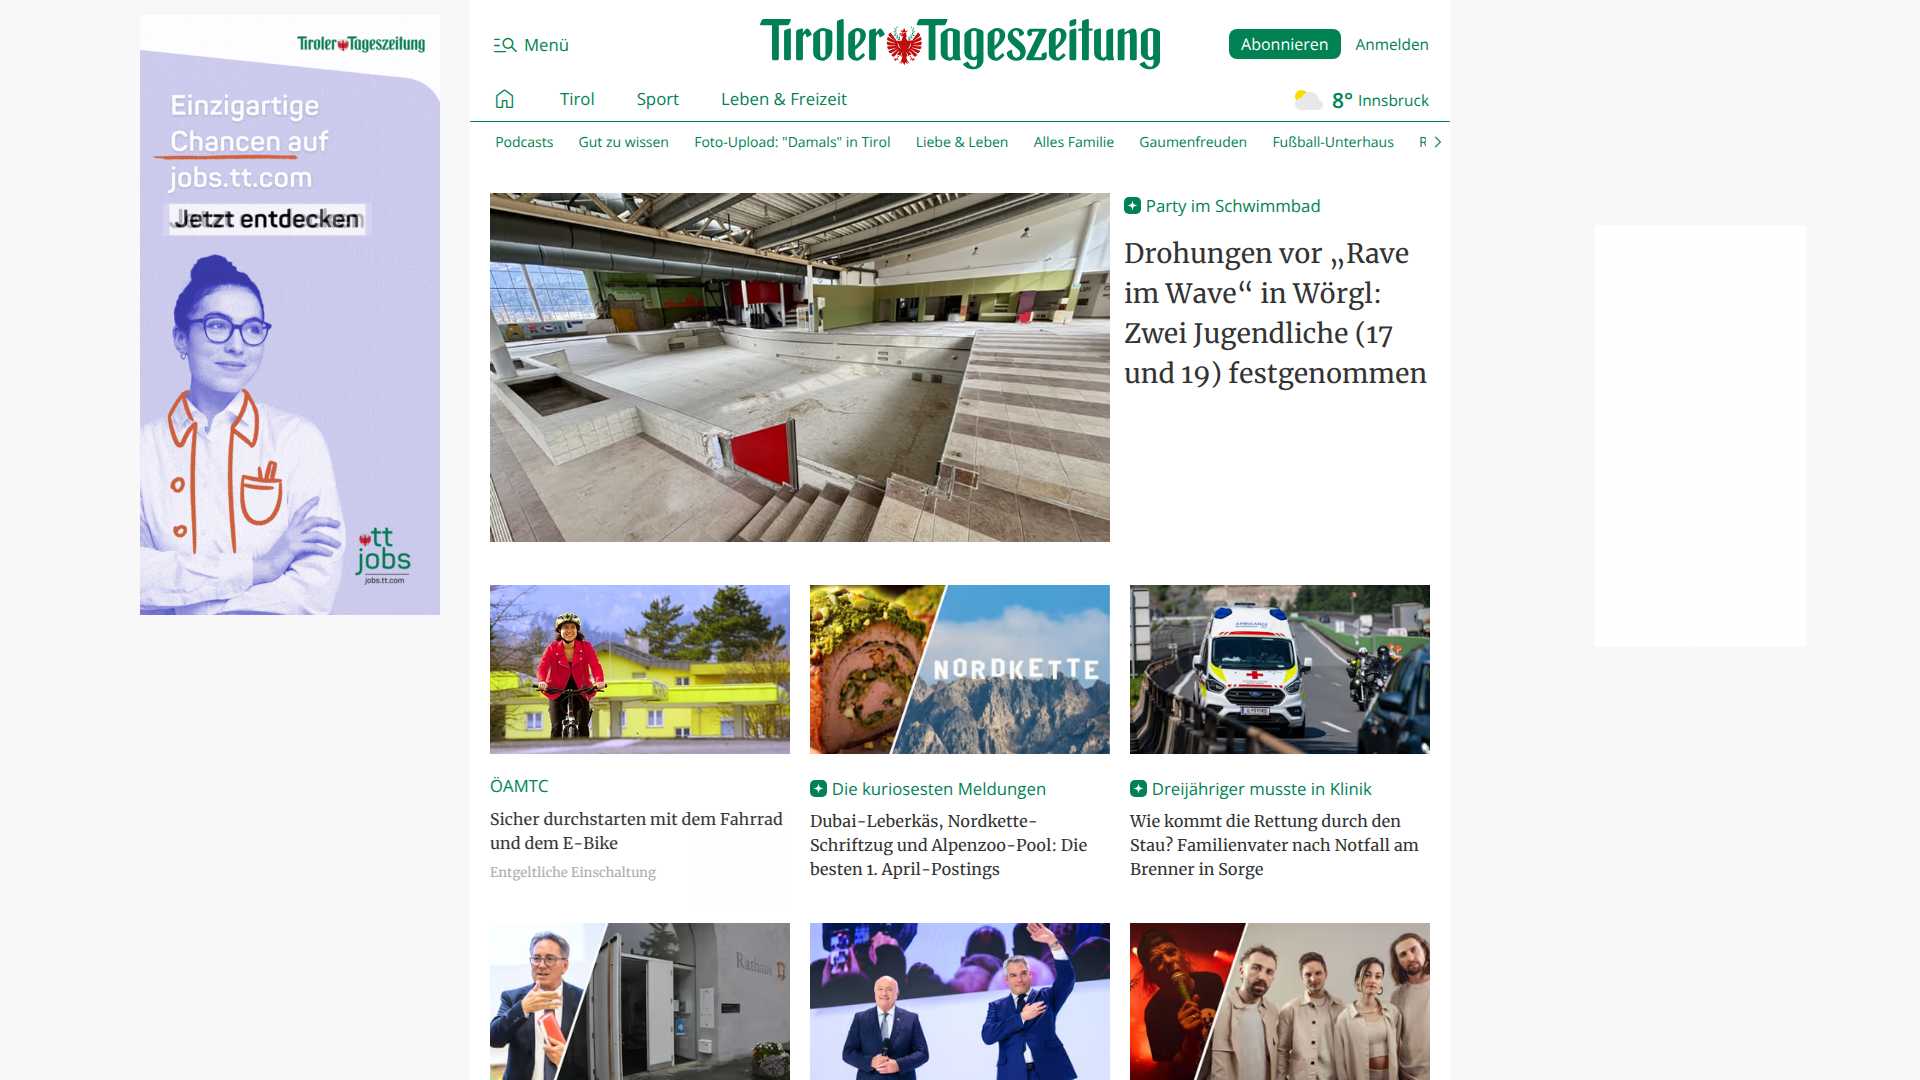 Tiroler Tageszeitung
Einzigartige
Chancen auf
jobs.tt.com
Jetzt entdecken
tt
jobs
jobs.tt.com
Menü
Tiroler Tageszeitung
Abonnieren
Anmelden
Tirol
Sport
Leben & Freizeit
8° Innsbruck
Podcasts
Gut zu wissen
Foto-Upload: "Damals" in Tirol
Liebe & Leben
Alles Familie
Gaumenfreuden
Fußball-Unterhaus
Party im Schwimmbad
Drohungen vor „Rave
im Wave“ in Wörgl:
Zwei Jugendliche (17
und 19) festgenommen
ÖAMTC
Sicher durchstarten mit dem Fahrrad
und dem E-Bike
Entgeltliche Einschaltung
NORDKETTE
Die kuriosesten Meldungen
Dubai-Leberkäs, Nordkette-
Schriftzug und Alpenzoo-Pool: Die
besten 1. April-Postings
AMBULANCE
Dreijähriger musste in Klinik
Wie kommt die Rettung durch den
Stau? Familienvater nach Notfall am
Brenner in Sorge
Rathaus